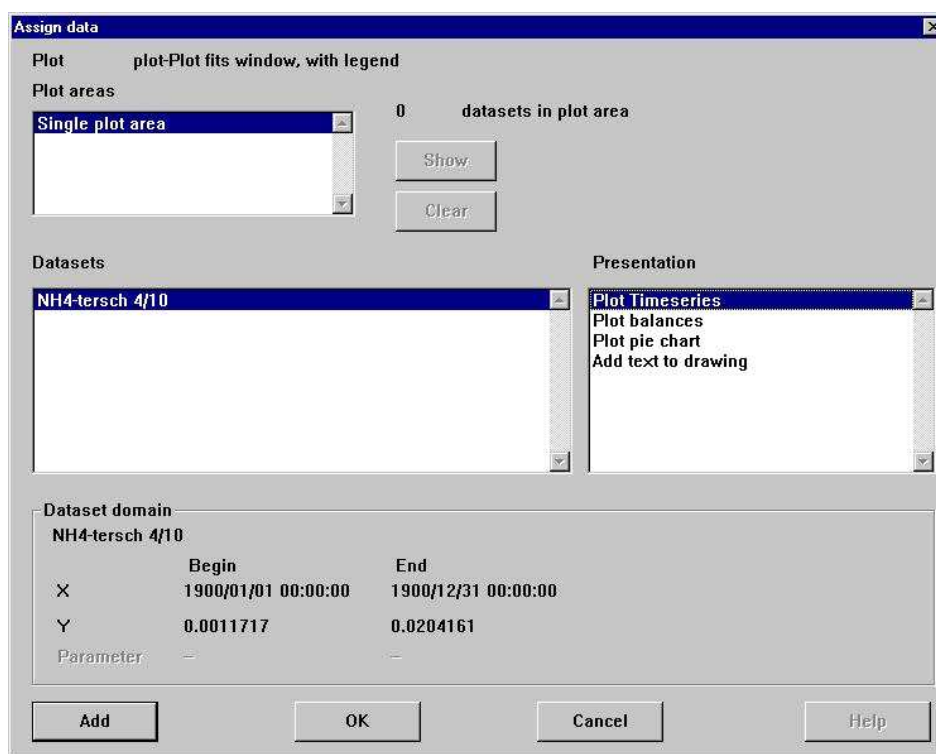 Assign data
Plot plot-Plot fits window, with legend
Plot areas
Single plot area
0 datasets in plot area
Show
Clear
Datasets
NH4-tersch 4/10
Presentation
Plot Timeseries
Plot balances
Plot pie chart
Add text to drawing
Dataset domain
NH4-tersch 4/10
Begin End
X 1900/01/01 00:00:00 1900/12/31 00:00:00
Y 0.0011717 0.0204161
Parameter – –
Add OK Cancel Help